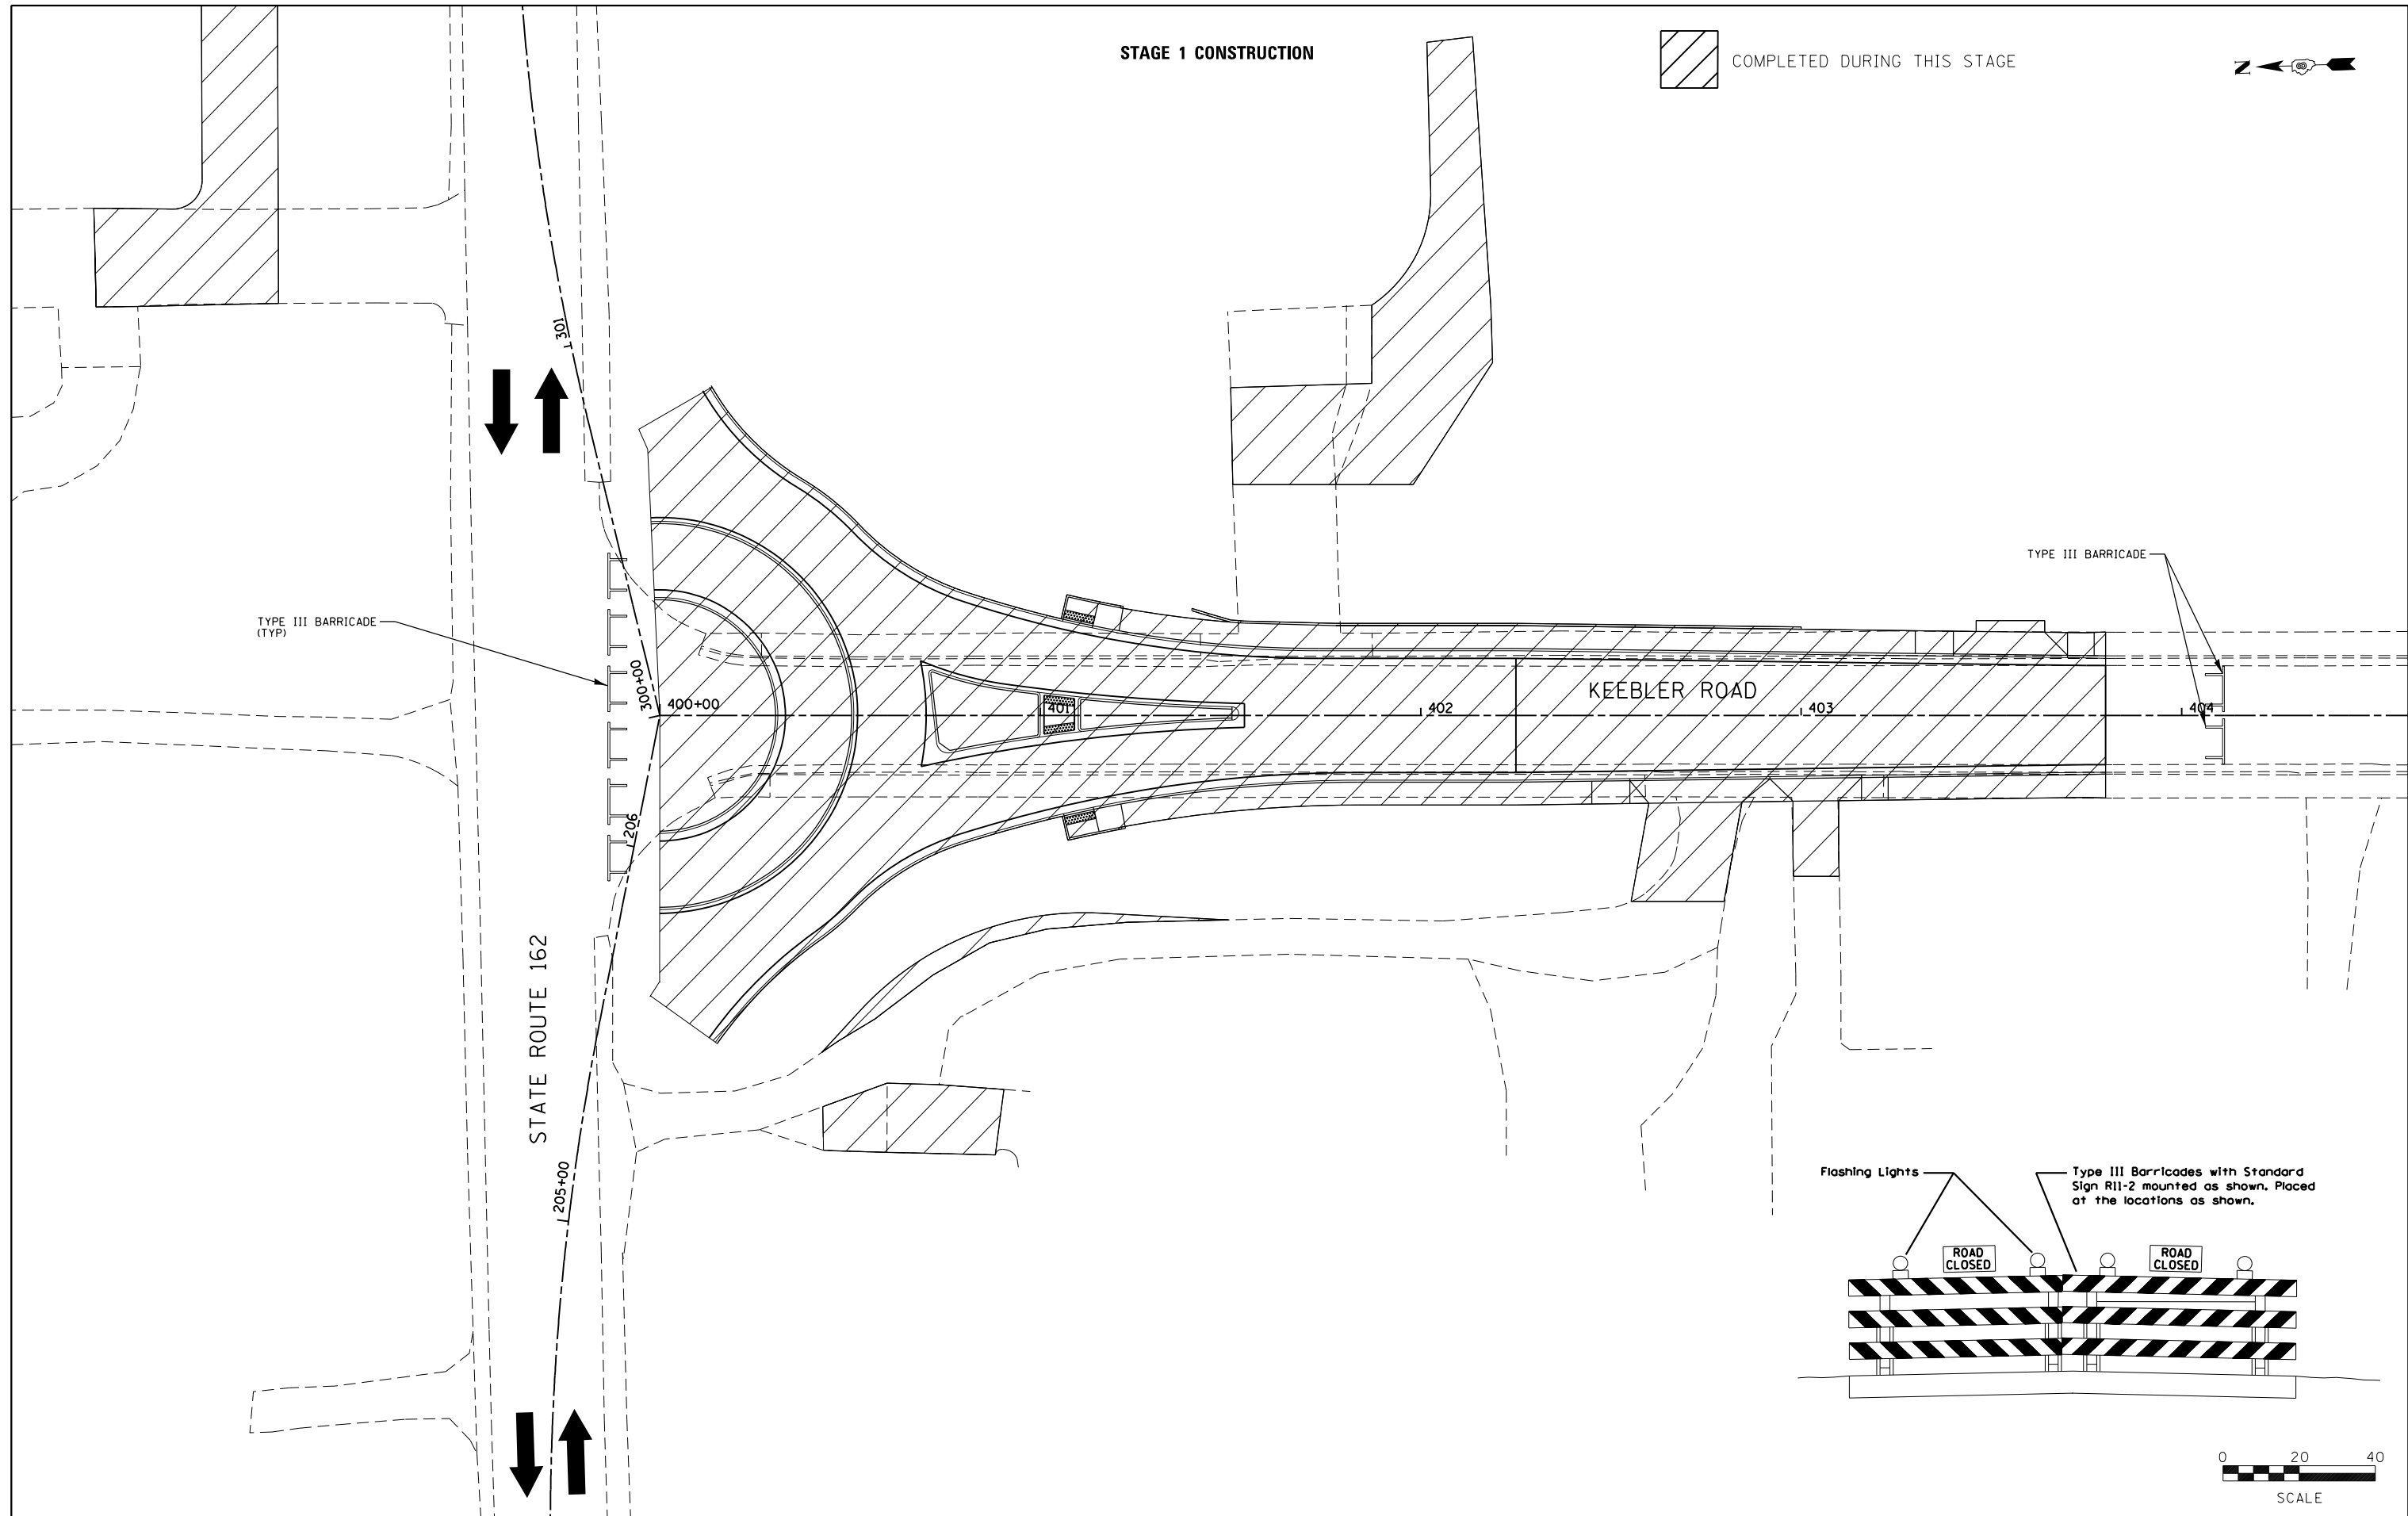 STAGE 1 CONSTRUCTION
COMPLETED DURING THIS STAGE
N
301
TYPE III BARRICADE
(TYP)
TYPE III BARRICADE
300+00
400+00
401
402
KEEBLER ROAD
403
404
206
STATE ROUTE 162
205+00
Flashing Lights
Type III Barricades with Standard
Sign R11-2 mounted as shown. Placed
at the locations as shown.
ROAD
CLOSED
ROAD
CLOSED
0 20 40
SCALE